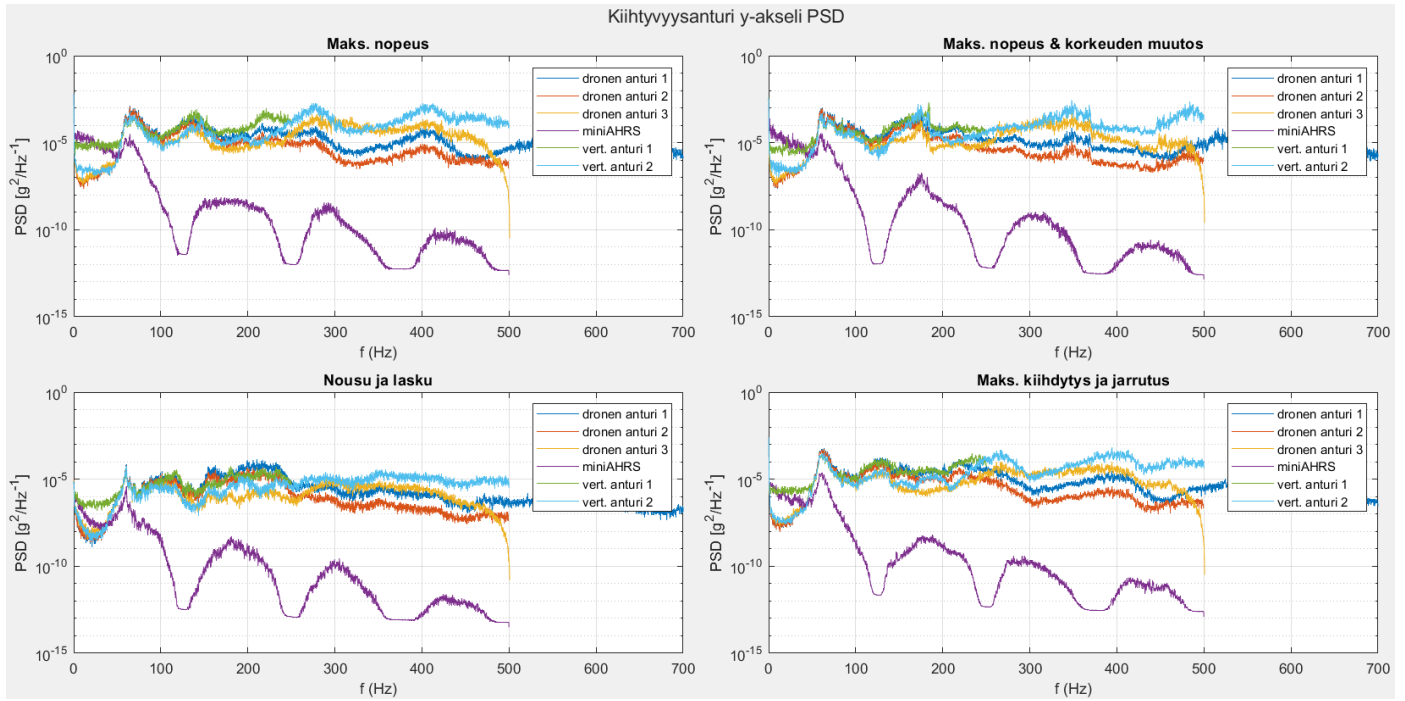 Kiihtyvyysanturi y-akseli PSD
Maks. nopeus
10^0
10^-5
10^-10
10^-15
PSD [g^2/Hz^-1]
dronen anturi 1
dronen anturi 2
dronen anturi 3
miniAHRS
vert. anturi 1
vert. anturi 2
0 100 200 300 400 500 600 700
f (Hz)
Maks. nopeus & korkeuden muutos
10^0
10^-5
10^-10
10^-15
PSD [g^2/Hz^-1]
dronen anturi 1
dronen anturi 2
dronen anturi 3
miniAHRS
vert. anturi 1
vert. anturi 2
0 100 200 300 400 500 600 700
f (Hz)
Nousu ja lasku
10^0
10^-5
10^-10
10^-15
PSD [g^2/Hz^-1]
dronen anturi 1
dronen anturi 2
dronen anturi 3
miniAHRS
vert. anturi 1
vert. anturi 2
0 100 200 300 400 500 600 700
f (Hz)
Maks. kiihdytys ja jarrutus
10^0
10^-5
10^-10
10^-15
PSD [g^2/Hz^-1]
dronen anturi 1
dronen anturi 2
dronen anturi 3
miniAHRS
vert. anturi 1
vert. anturi 2
0 100 200 300 400 500 600 700
f (Hz)